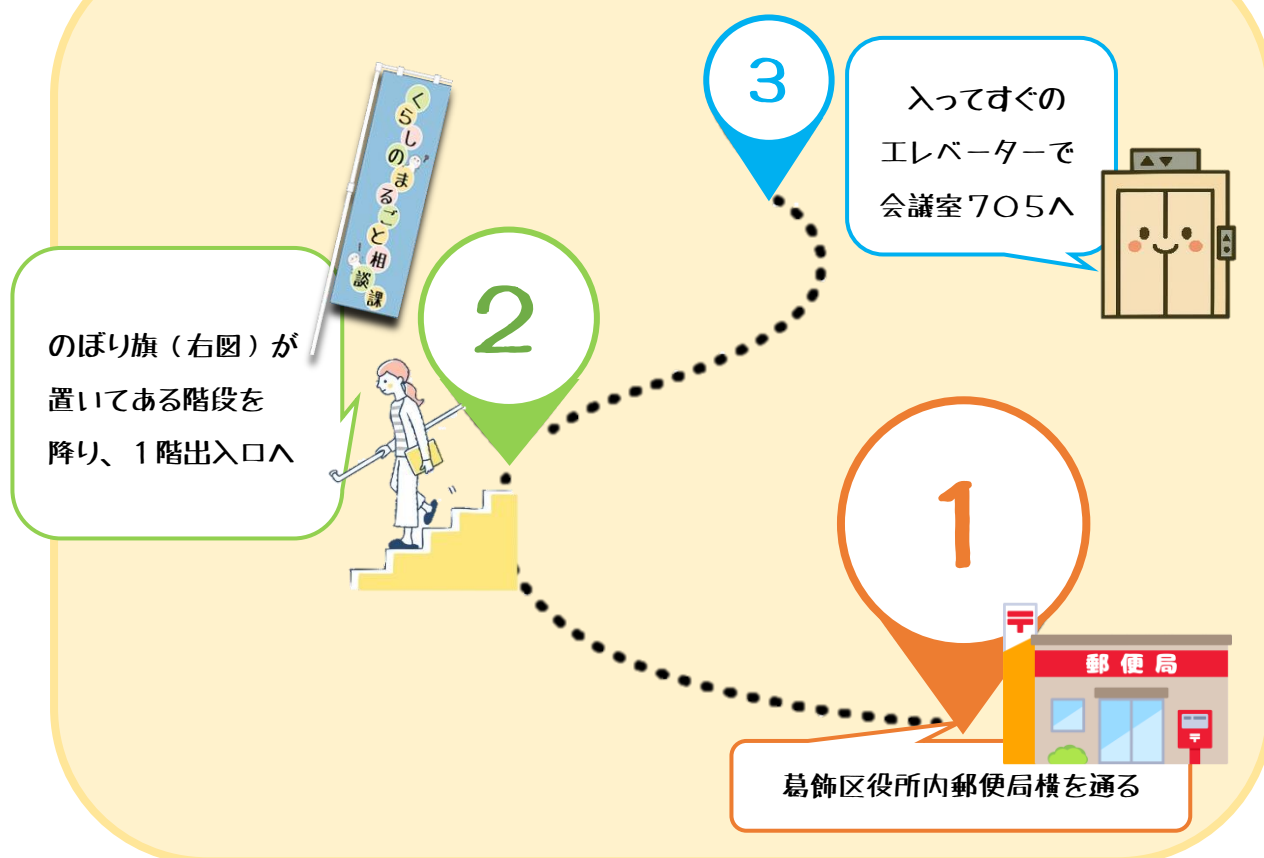 1
〒
郵便局
〒
葛飾区役所内郵便局横を通る
2
のぼり旗（右図）が
置いてある階段を
降り、1階出入口へ
くらしのまるごと相談課
3
入ってすぐの
エレベーターで
会議室705へ
▲▼